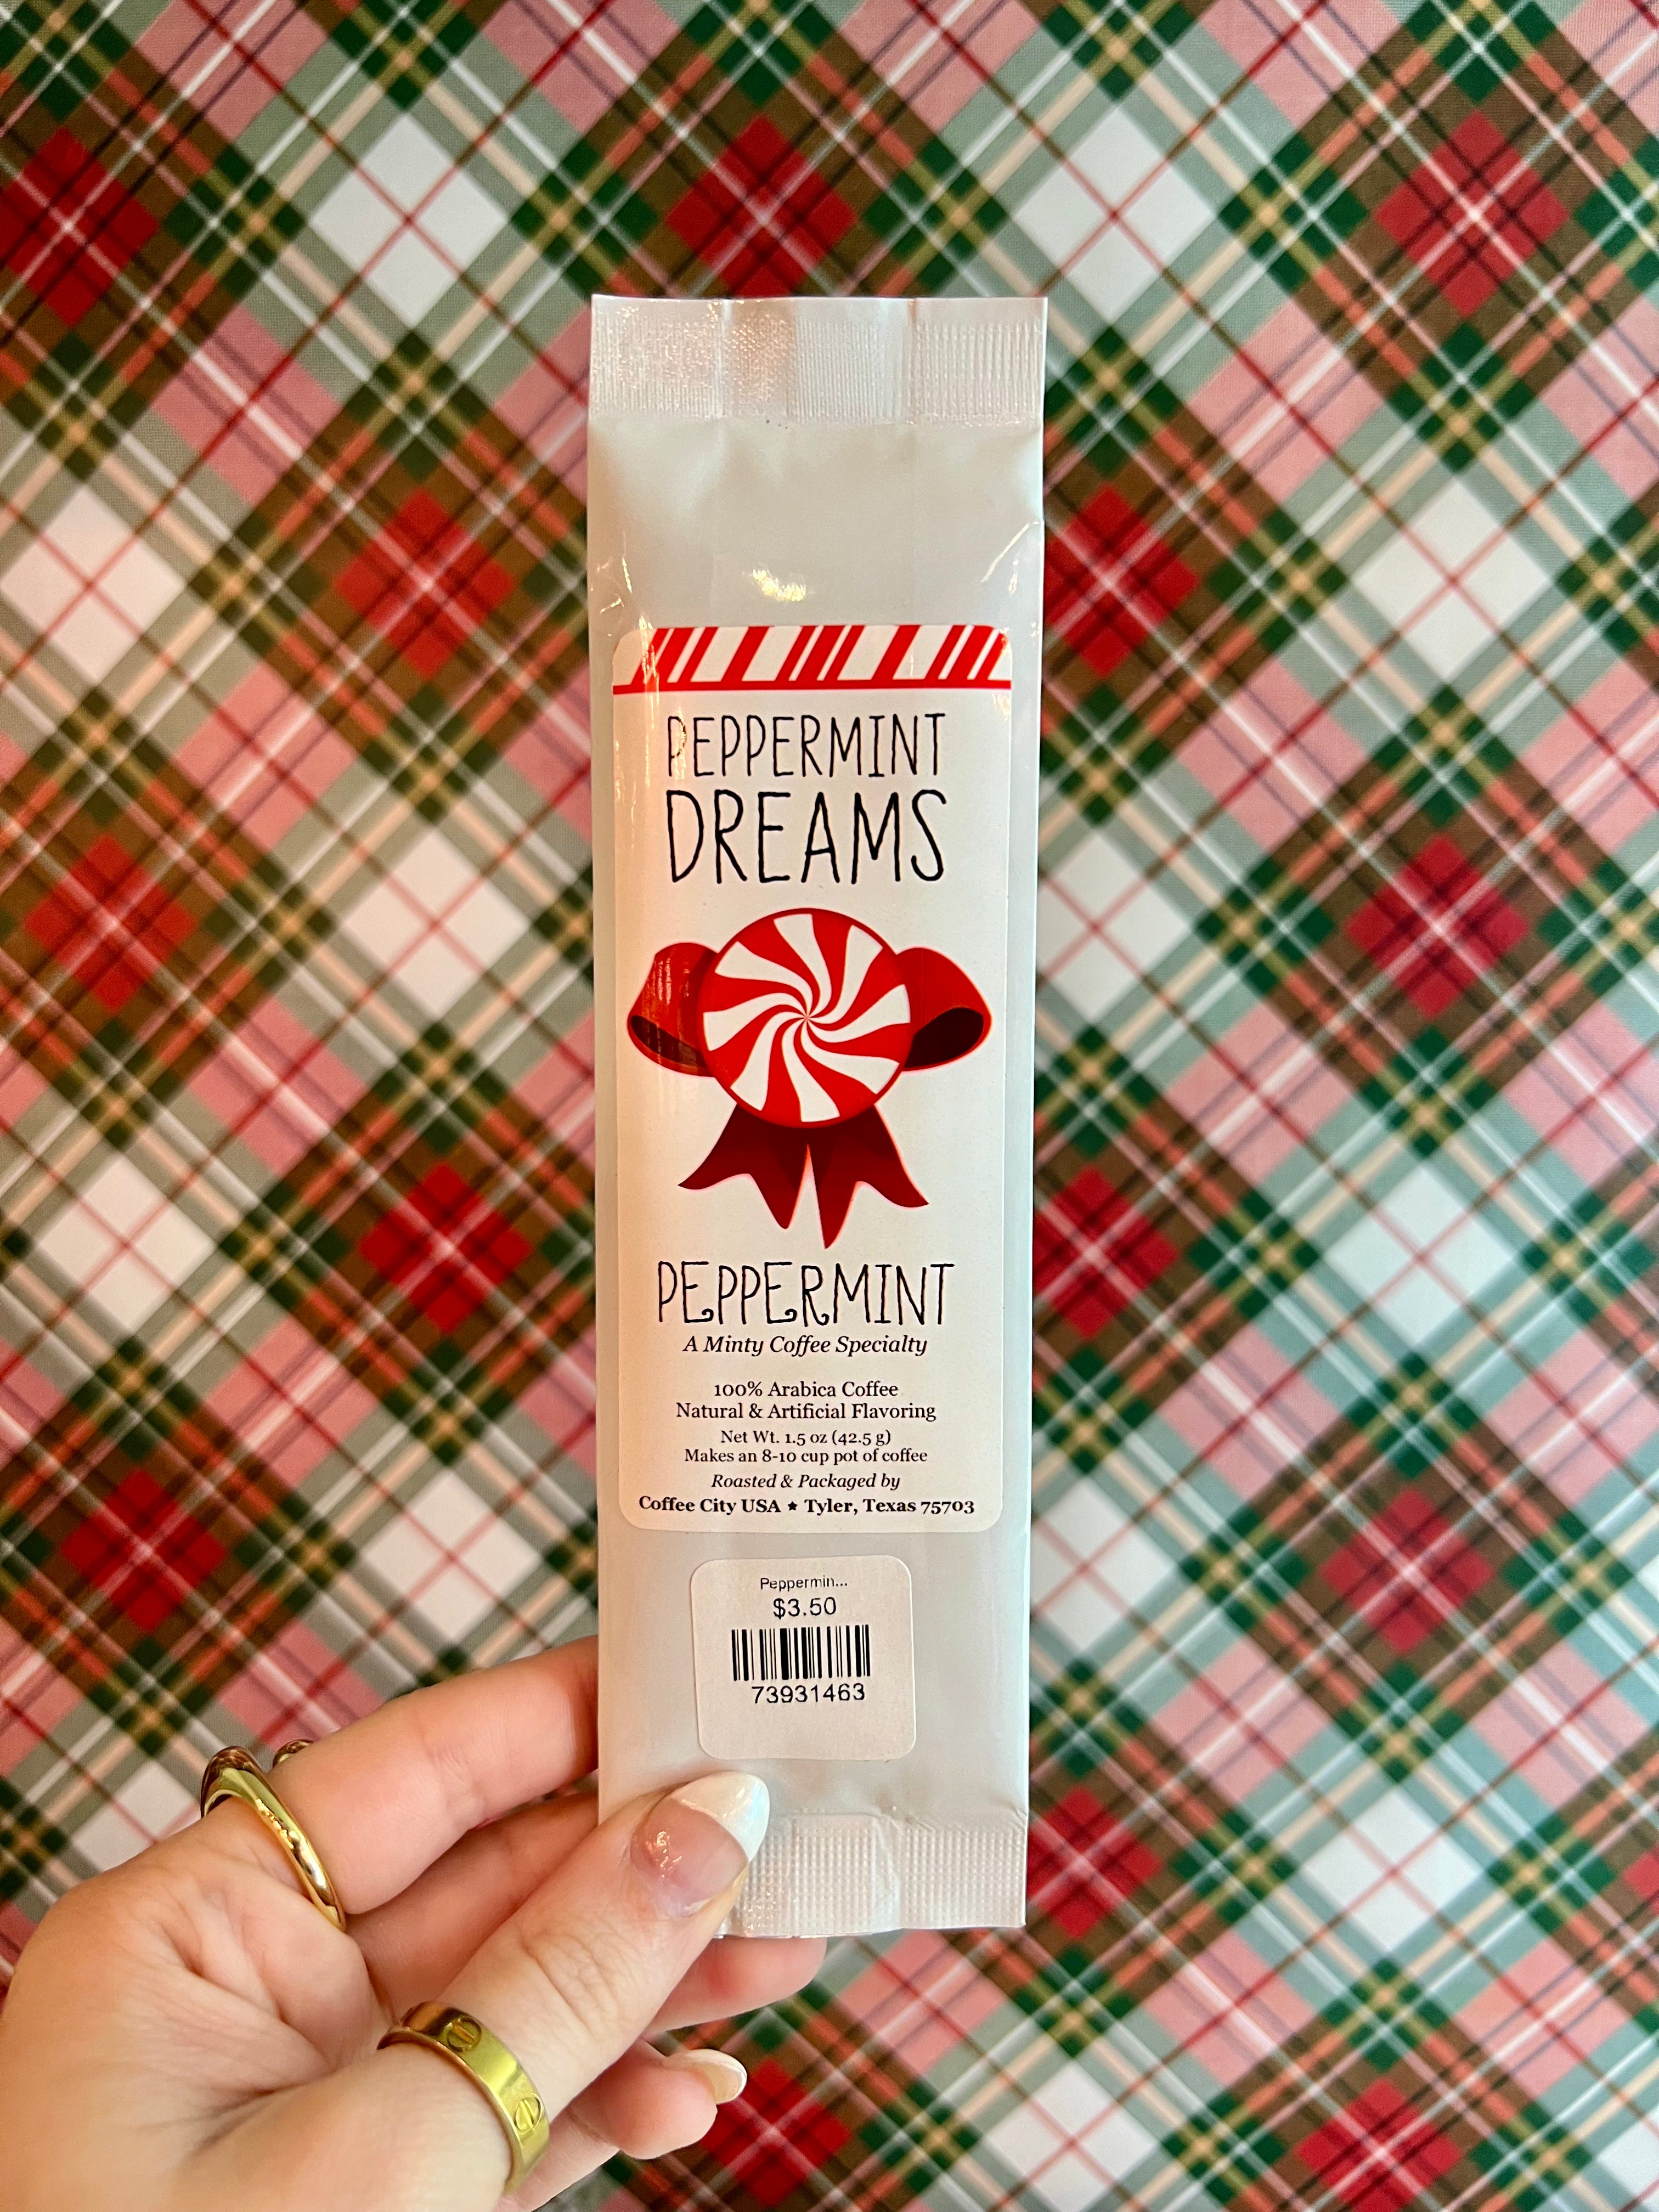 PEPPERMINT
DREAMS
PEPPERMINT
A Minty Coffee Specialty
100% Arabica Coffee
Natural & Artificial Flavoring
Net Wt. 1.5 oz (42.5 g)
Makes an 8-10 cup pot of coffee
Roasted & Packaged by
Coffee City USA ★ Tyler, Texas 75703
Peppermin...
$3.50
73931463